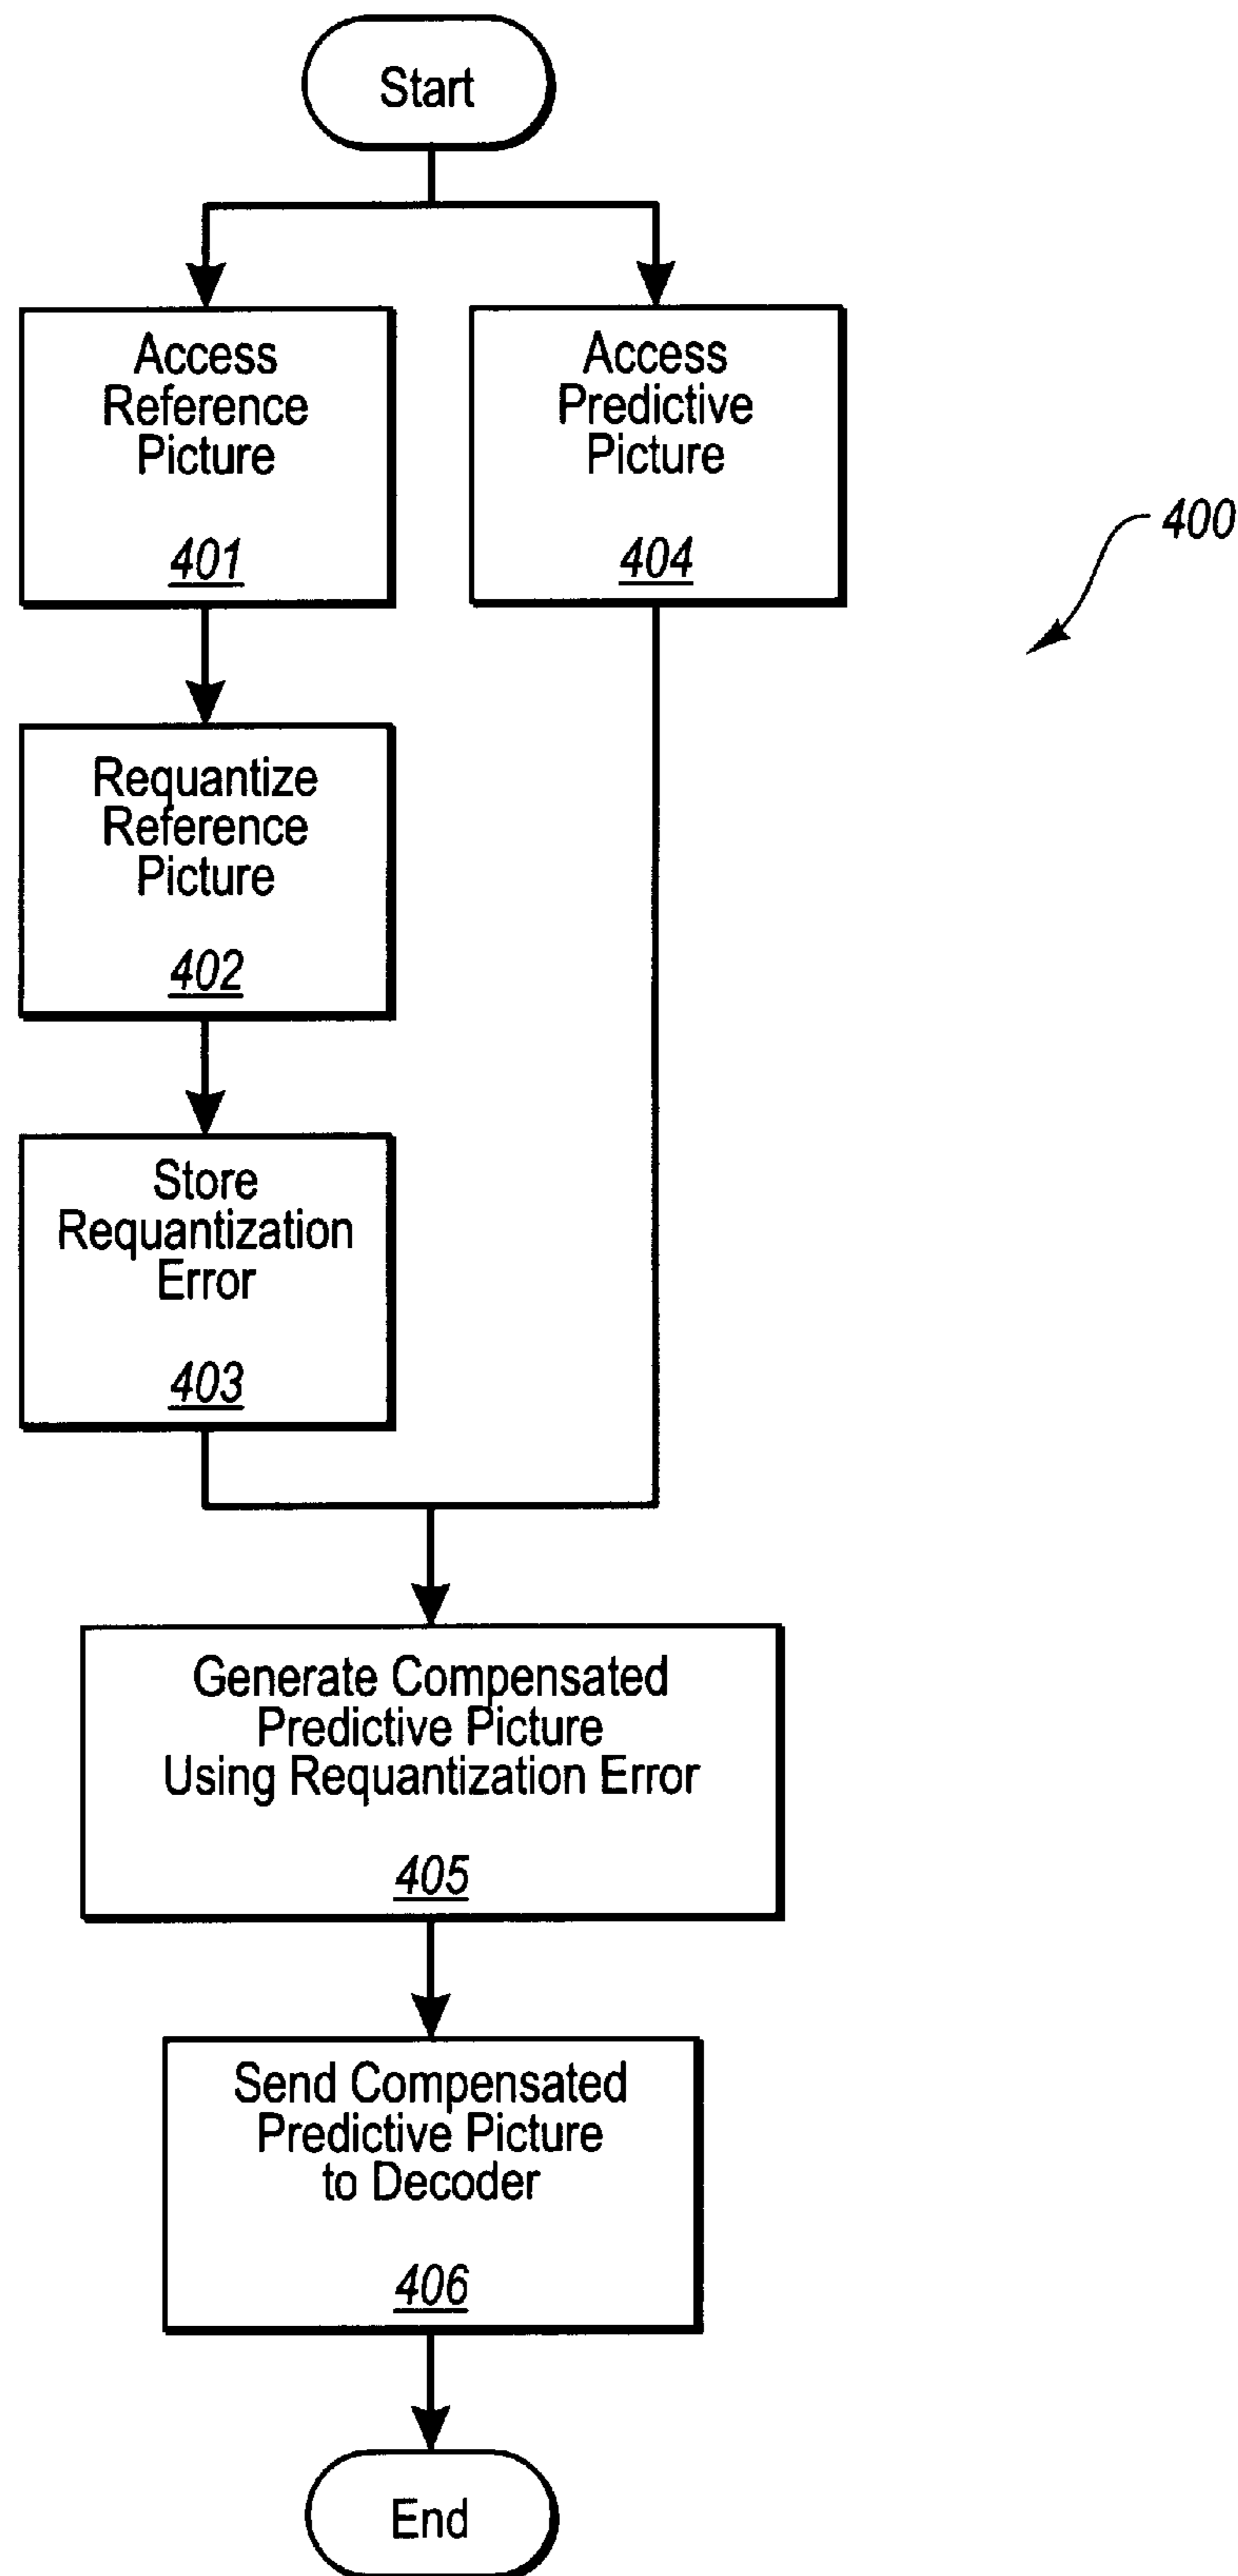 Start
Access
Reference
Picture
401
Access
Predictive
Picture
404
400
Requantize
Reference
Picture
402
Store
Requantization
Error
403
Generate Compensated
Predictive Picture
Using Requantization Error
405
Send Compensated
Predictive Picture
to Decoder
406
End